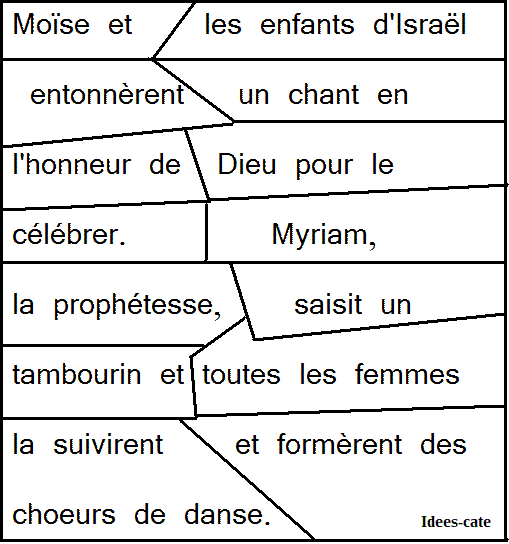 Moïse et les enfants d'Israël
entonnèrent un chant en
l'honneur de Dieu pour le
célébrer. Myriam,
la prophétesse, saisit un
tambourin et toutes les femmes
la suivirent et formèrent des
choeurs de danse. Idees-cate